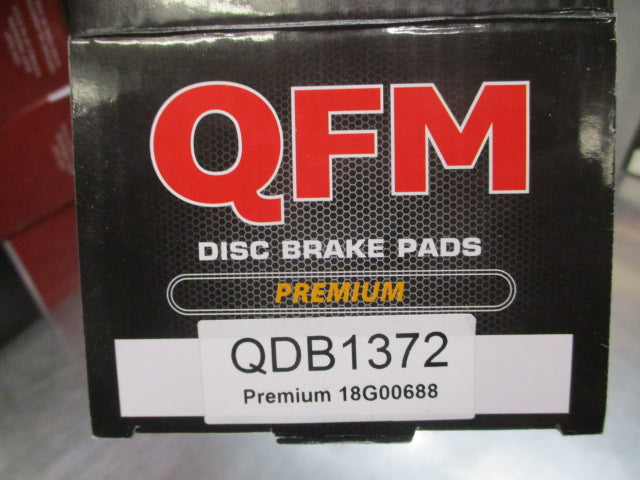 QFM
DISC BRAKE PADS
PREMIUM
QDB1372
Premium 18G00688